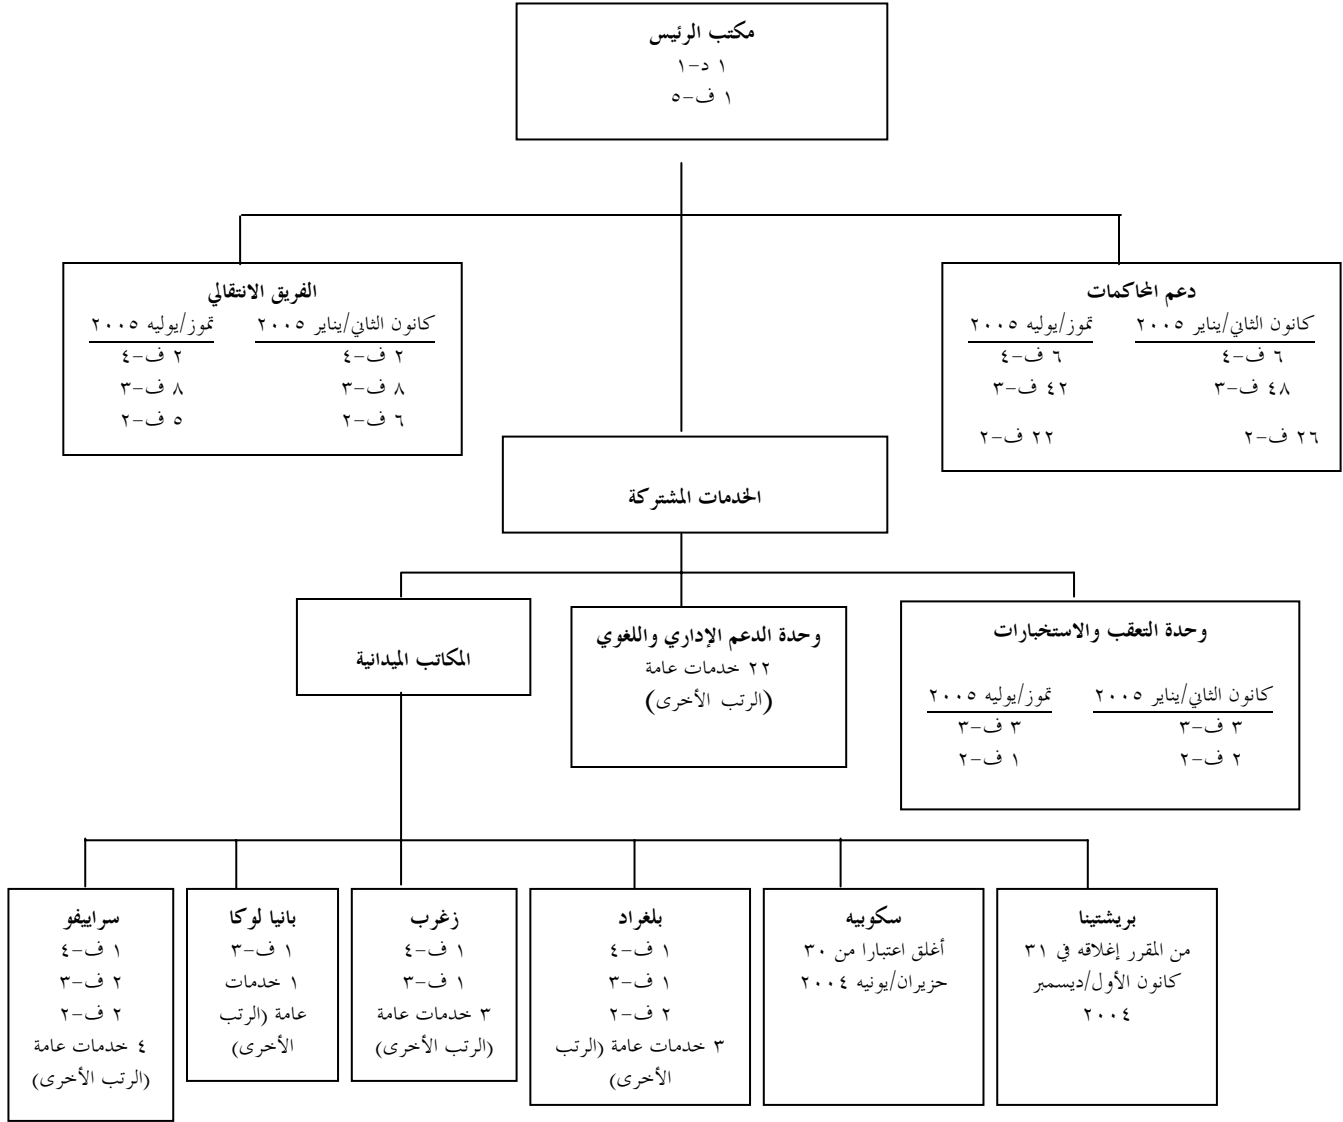 مكتب الرئيس
١ د-١
١ ف-٥
دعم المحاكمات
كانون الثاني/يناير ٢٠٠٥ تموز/يوليه ٢٠٠٥
٦ ف-٤ ٦ ف-٤
٤٨ ف-٣ ٤٢ ف-٣
٢٦ ف-٢ ٢٢ ف-٢
الفريق الانتقالي
كانون الثاني/يناير ٢٠٠٥ تموز/يوليه ٢٠٠٥
٢ ف-٤ ٢ ف-٤
٨ ف-٣ ٨ ف-٣
٦ ف-٢ ٥ ف-٢
الخدمات المشتركة
وحدة التعقب والاستخبارات
كانون الثاني/يناير ٢٠٠٥ تموز/يوليه ٢٠٠٥
٣ ف-٣ ٣ ف-٣
٢ ف-٢ ١ ف-٢
وحدة الدعم الإداري واللغوي
٢٢ خدمات عامة
(الرتب الأخرى)
المكاتب الميدانية
بريشتينا
من المقرر إغلاقه في ٣١
كانون الأول/ديسمبر
٢٠٠٤
سكوبيه
أغلق اعتبارا من ٣٠
حزيران/يونيه ٢٠٠٤
بلغراد
١ ف-٤
١ ف-٣
٢ ف-٢
٣ خدمات عامة (الرتب
الأخرى)
زغرب
١ ف-٤
١ ف-٣
٣ خدمات عامة
(الرتب الأخرى)
بانيا لوكا
١ ف-٣
١ خدمات
عامة (الرتب
الأخرى)
سراييفو
١ ف-٤
٢ ف-٣
٢ ف-٢
٤ خدمات عامة
(الرتب الأخرى)